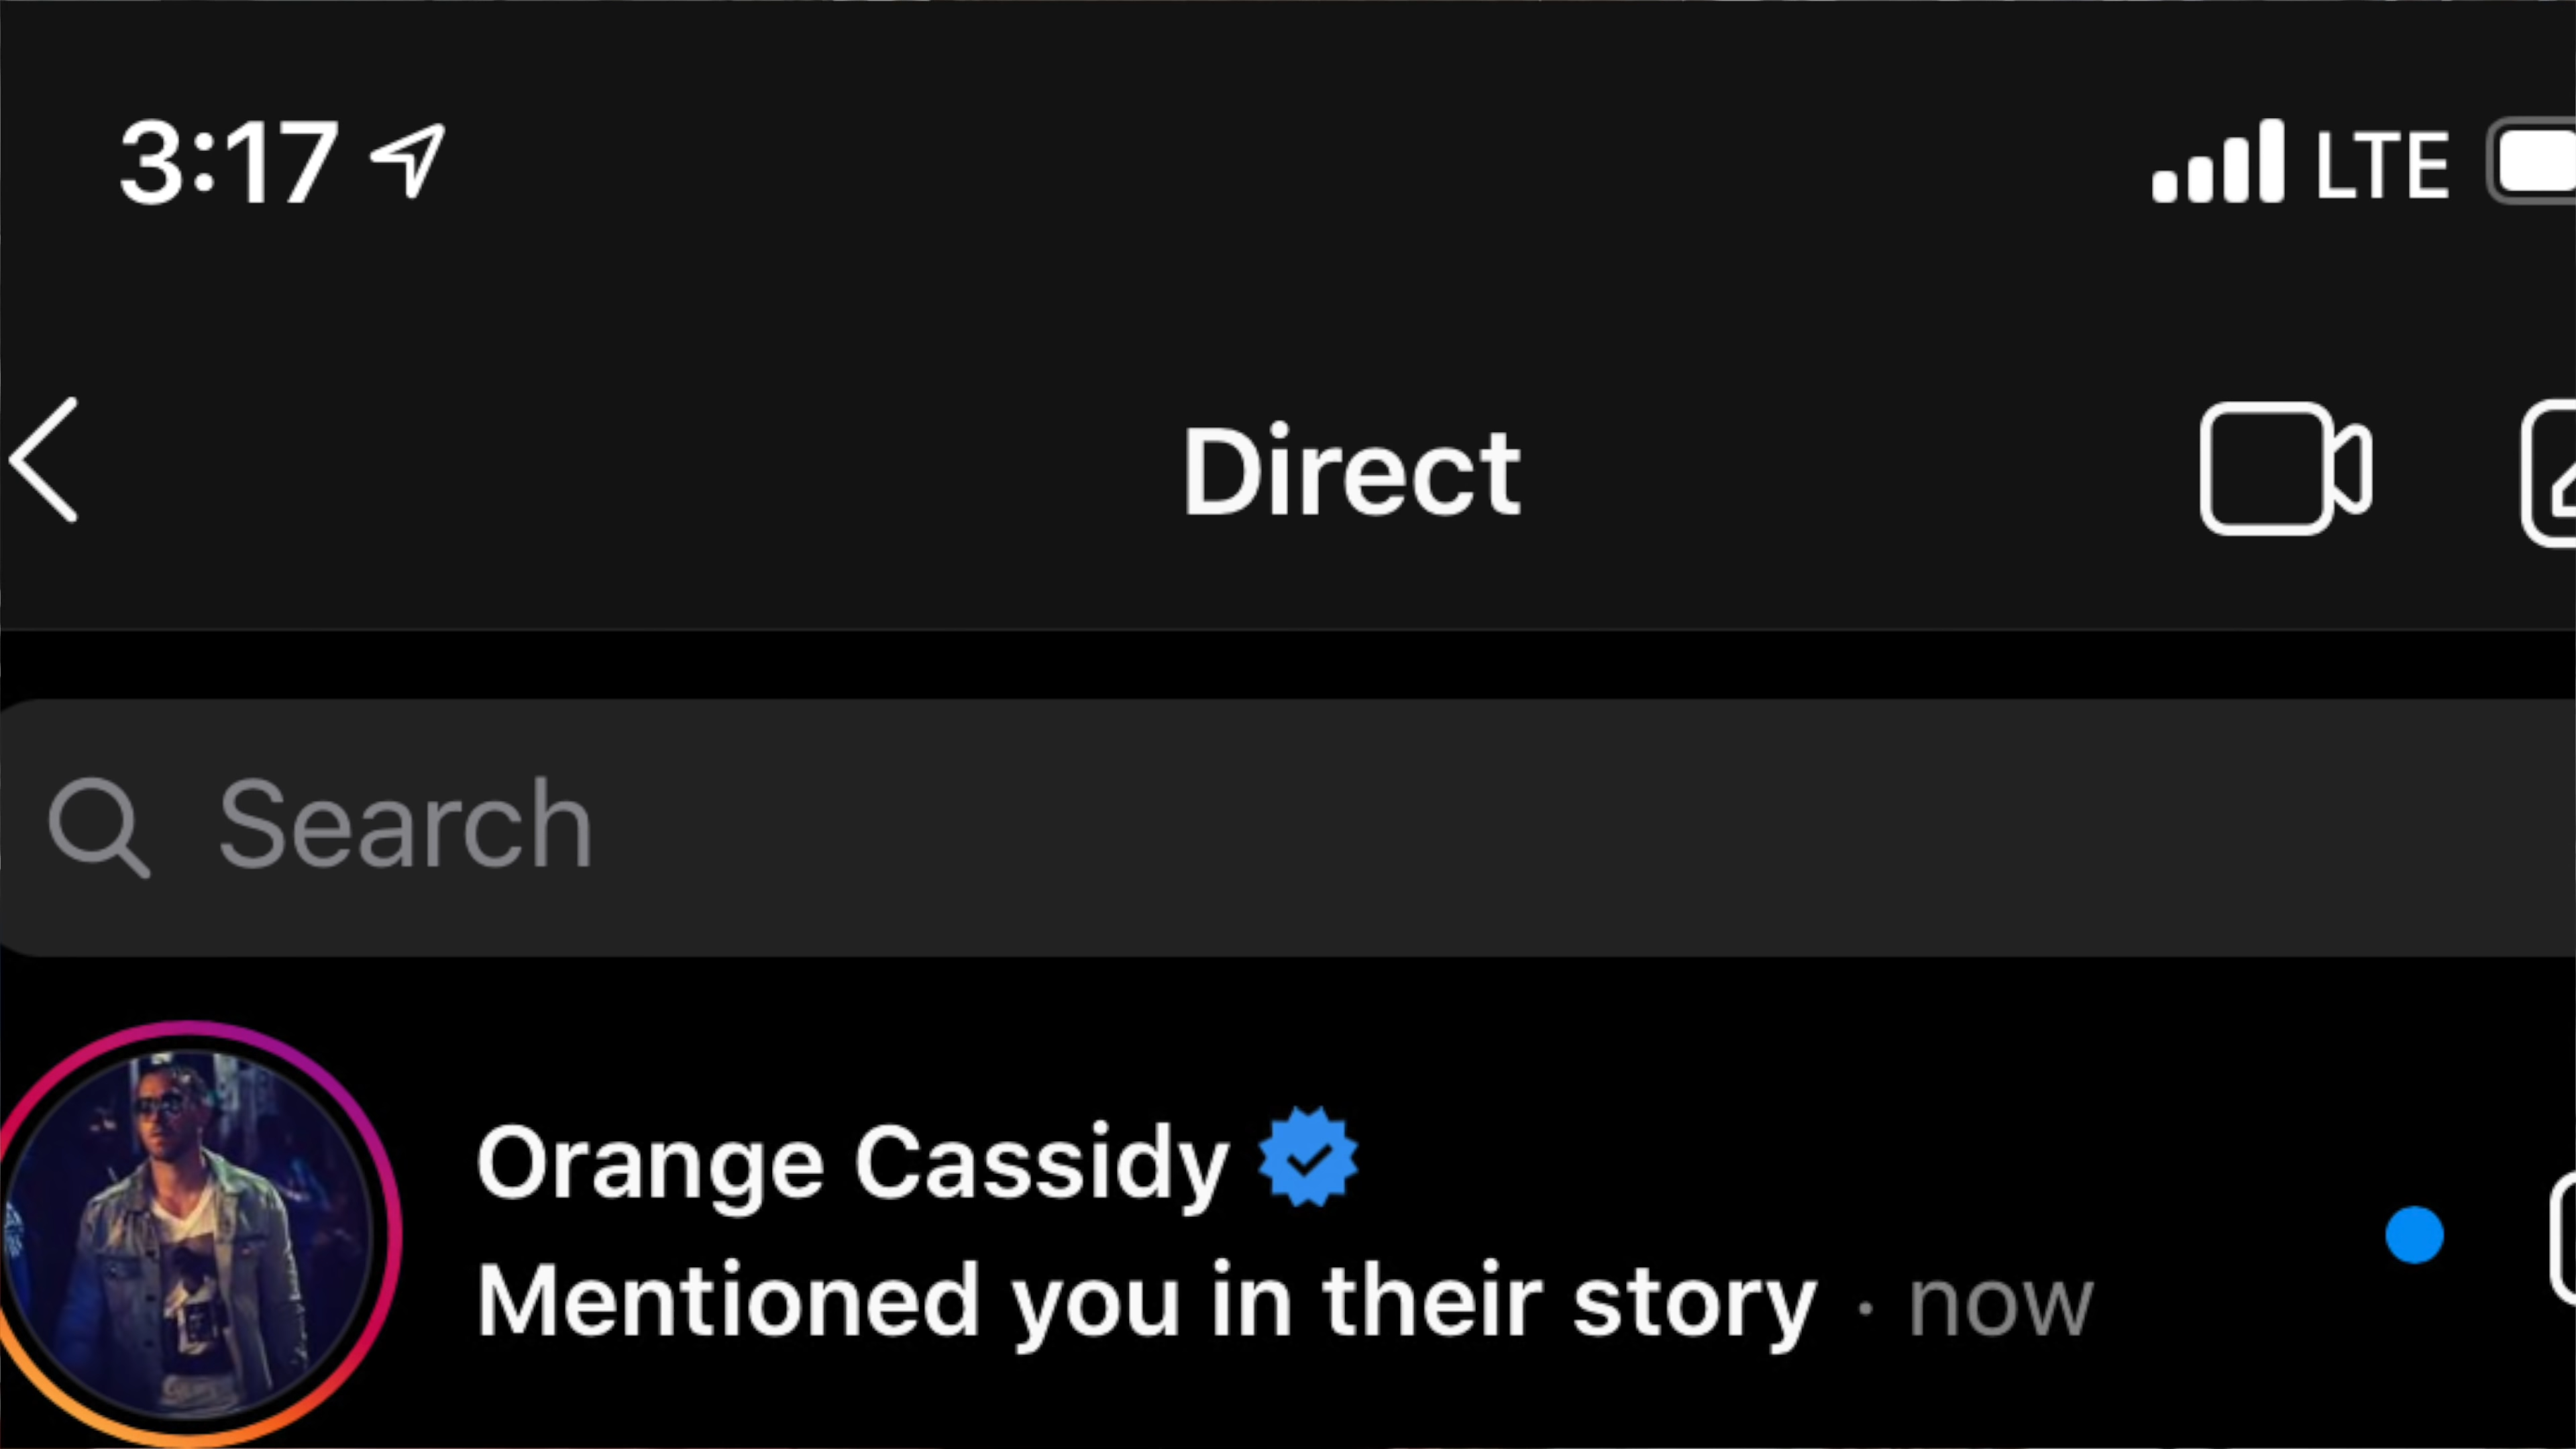 3:17 LTE
Direct
Search
Orange Cassidy
Mentioned you in their story · now